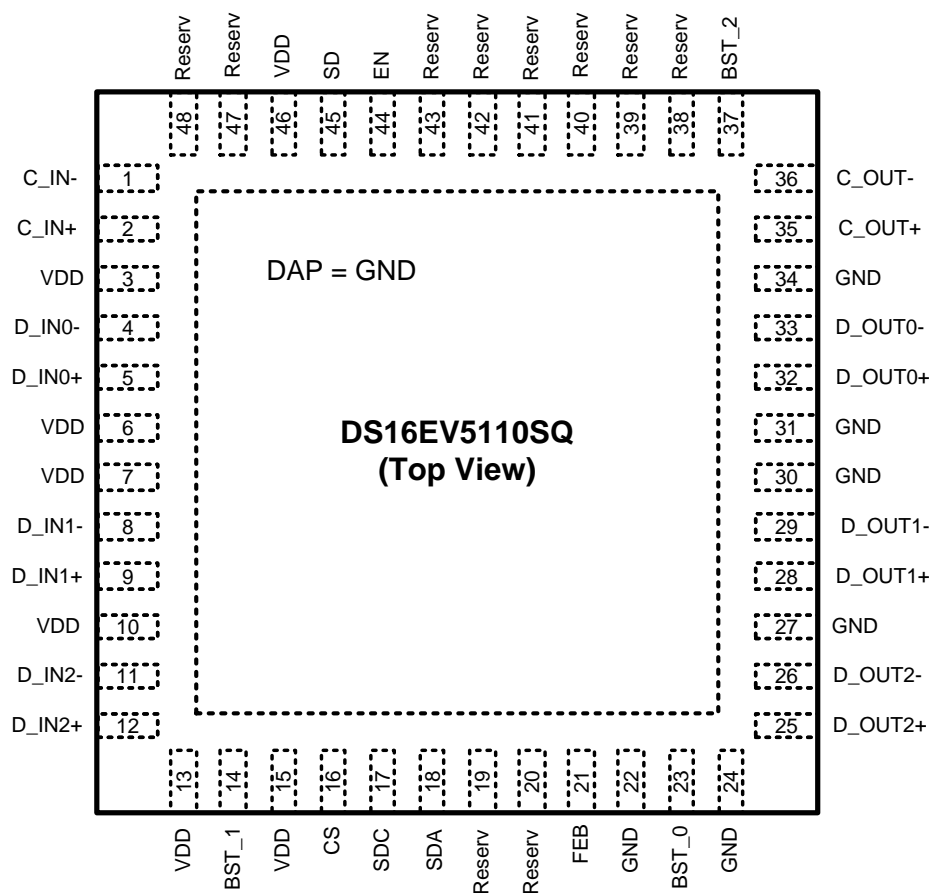 Reserv
Reserv
VDD
SD
EN
Reserv
Reserv
Reserv
Reserv
Reserv
Reserv
BST_2
48
47
46
45
44
43
42
41
40
39
38
37
C_IN- 1
C_IN+ 2
VDD 3
D_IN0- 4
D_IN0+ 5
VDD 6
VDD 7
D_IN1- 8
D_IN1+ 9
VDD 10
D_IN2- 11
D_IN2+ 12
DAP = GND
DS16EV5110SQ
(Top View)
36 C_OUT-
35 C_OUT+
34 GND
33 D_OUT0-
32 D_OUT0+
31 GND
30 GND
29 D_OUT1-
28 D_OUT1+
27 GND
26 D_OUT2-
25 D_OUT2+
13
14
15
16
17
18
19
20
21
22
23
24
VDD
BST_1
VDD
CS
SDC
SDA
Reserv
Reserv
FEB
GND
BST_0
GND